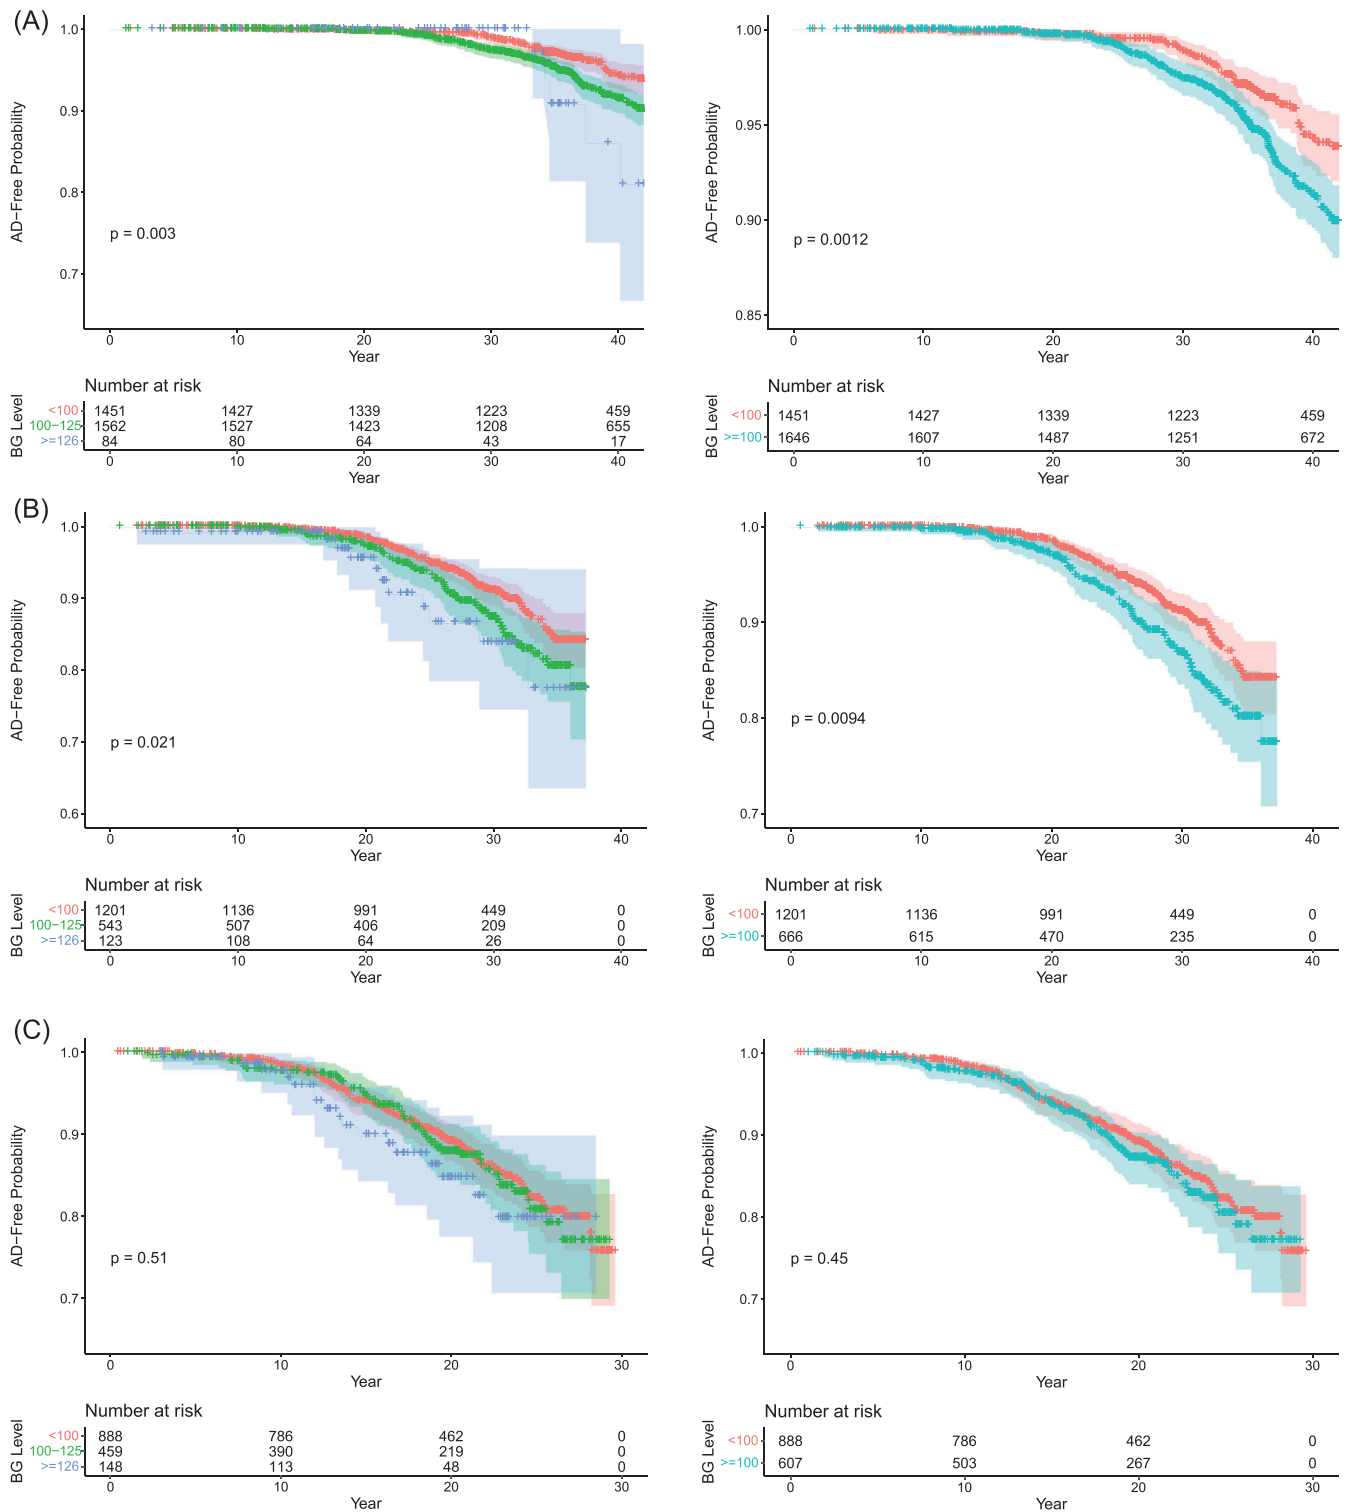 (A)
AD-Free Probability
1.0
0.9
0.8
0.7
p = 0.003
0 10 20 30 40
Year
Number at risk
BG Level
<100 1451 1427 1339 1223 459
100-125 1562 1527 1423 1208 655
>=126 84 80 64 43 17
0 10 20 30 40
Year
AD-Free Probability
1.00
0.95
0.90
0.85
p = 0.0012
0 10 20 30 40
Year
Number at risk
BG Level
<100 1451 1427 1339 1223 459
>=100 1646 1607 1487 1251 672
0 10 20 30 40
Year
(B)
AD-Free Probability
1.0
0.9
0.8
0.7
0.6
p = 0.021
0 10 20 30 40
Year
Number at risk
BG Level
<100 1201 1136 991 449 0
100-125 543 507 406 209 0
>=126 123 108 64 26 0
0 10 20 30 40
Year
AD-Free Probability
1.0
0.9
0.8
0.7
p = 0.0094
0 10 20 30 40
Year
Number at risk
BG Level
<100 1201 1136 991 449 0
>=100 666 615 470 235 0
0 10 20 30 40
Year
(C)
AD-Free Probability
1.0
0.9
0.8
0.7
p = 0.51
0 10 20 30
Year
Number at risk
BG Level
<100 888 786 462 0
100-125 459 390 219 0
>=126 148 113 48 0
0 10 20 30
Year
AD-Free Probability
1.0
0.9
0.8
0.7
p = 0.45
0 10 20 30
Year
Number at risk
BG Level
<100 888 786 462 0
>=100 607 503 267 0
0 10 20 30
Year